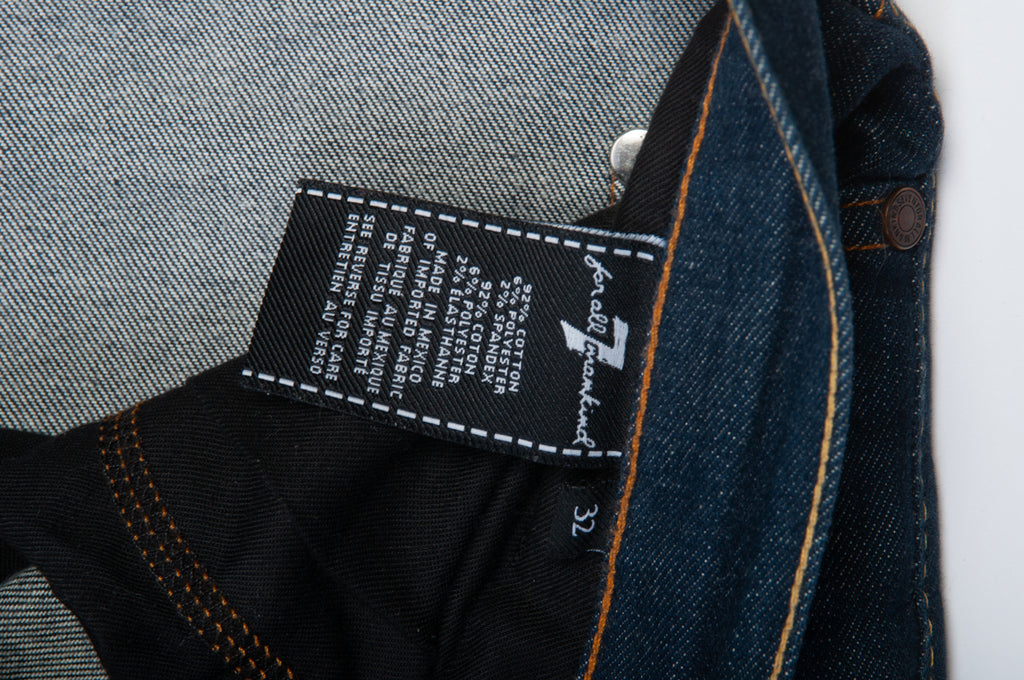 for all
7
mankind
92% COTTON
6% POLYESTER
2% SPANDEX
92% COTTON
6% POLYESTER
2% ELASTHANNE
MADE IN MEXICO
OF IMPORTED FABRIC
FABRIQUÉ AU MEXIQUE
DE TISSU IMPORTÉ
SEE REVERSE FOR CARE
ENTRETIEN AU VERSO
32